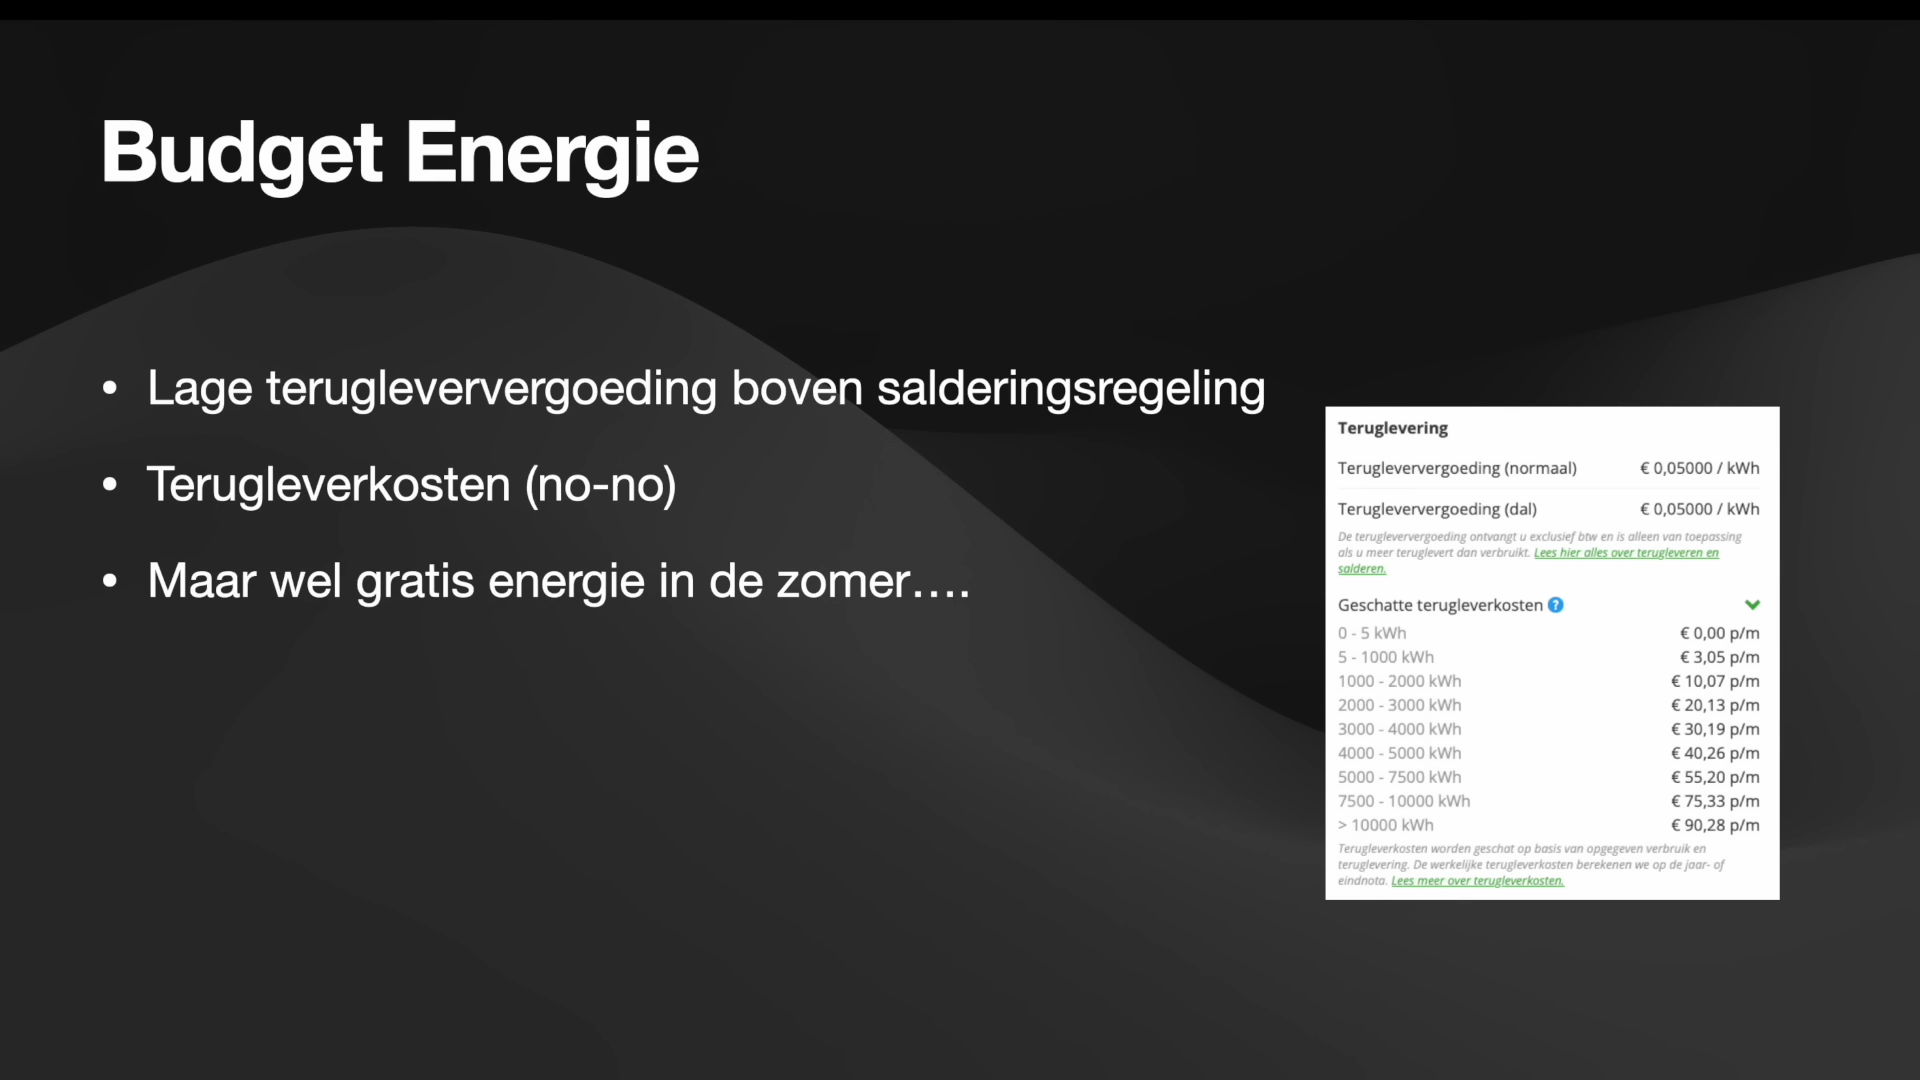 Budget Energie
• Lage terugleververgoeding boven salderingsregeling
• Terugleverkosten (no-no)
• Maar wel gratis energie in de zomer....
Teruglevering
Terugleververgoeding (normaal) € 0,05000 / kWh
Terugleververgoeding (dal) € 0,05000 / kWh
De terugleververgoeding ontvangt u exclusief btw en is alleen van toepassing
als u meer teruglevert dan verbruikt. Lees hier alles over terugleveren en
salderen.
Geschatte terugleverkosten ?
0 - 5 kWh € 0,00 p/m
5 - 1000 kWh € 3,05 p/m
1000 - 2000 kWh € 10,07 p/m
2000 - 3000 kWh € 20,13 p/m
3000 - 4000 kWh € 30,19 p/m
4000 - 5000 kWh € 40,26 p/m
5000 - 7500 kWh € 55,20 p/m
7500 - 10000 kWh € 75,33 p/m
> 10000 kWh € 90,28 p/m
Terugleverkosten worden geschat op basis van opgegeven verbruik en
teruglevering. De werkelijke terugleverkosten berekenen we op de jaar- of
eindnota. Lees meer over terugleverkosten.